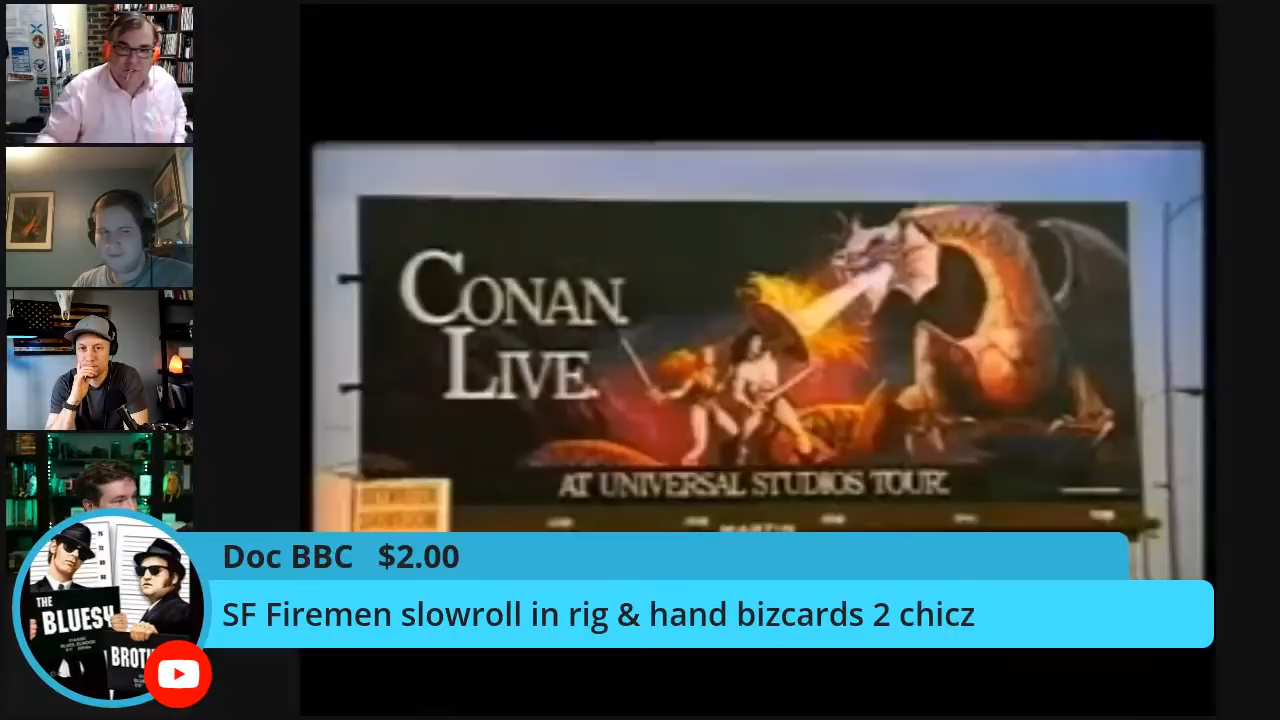 CONAN
LIVE
AT UNIVERSAL STUDIOS TOUR
Doc BBC $2.00
SF Firemen slowroll in rig & hand bizcards 2 chicz
THE
BLUES